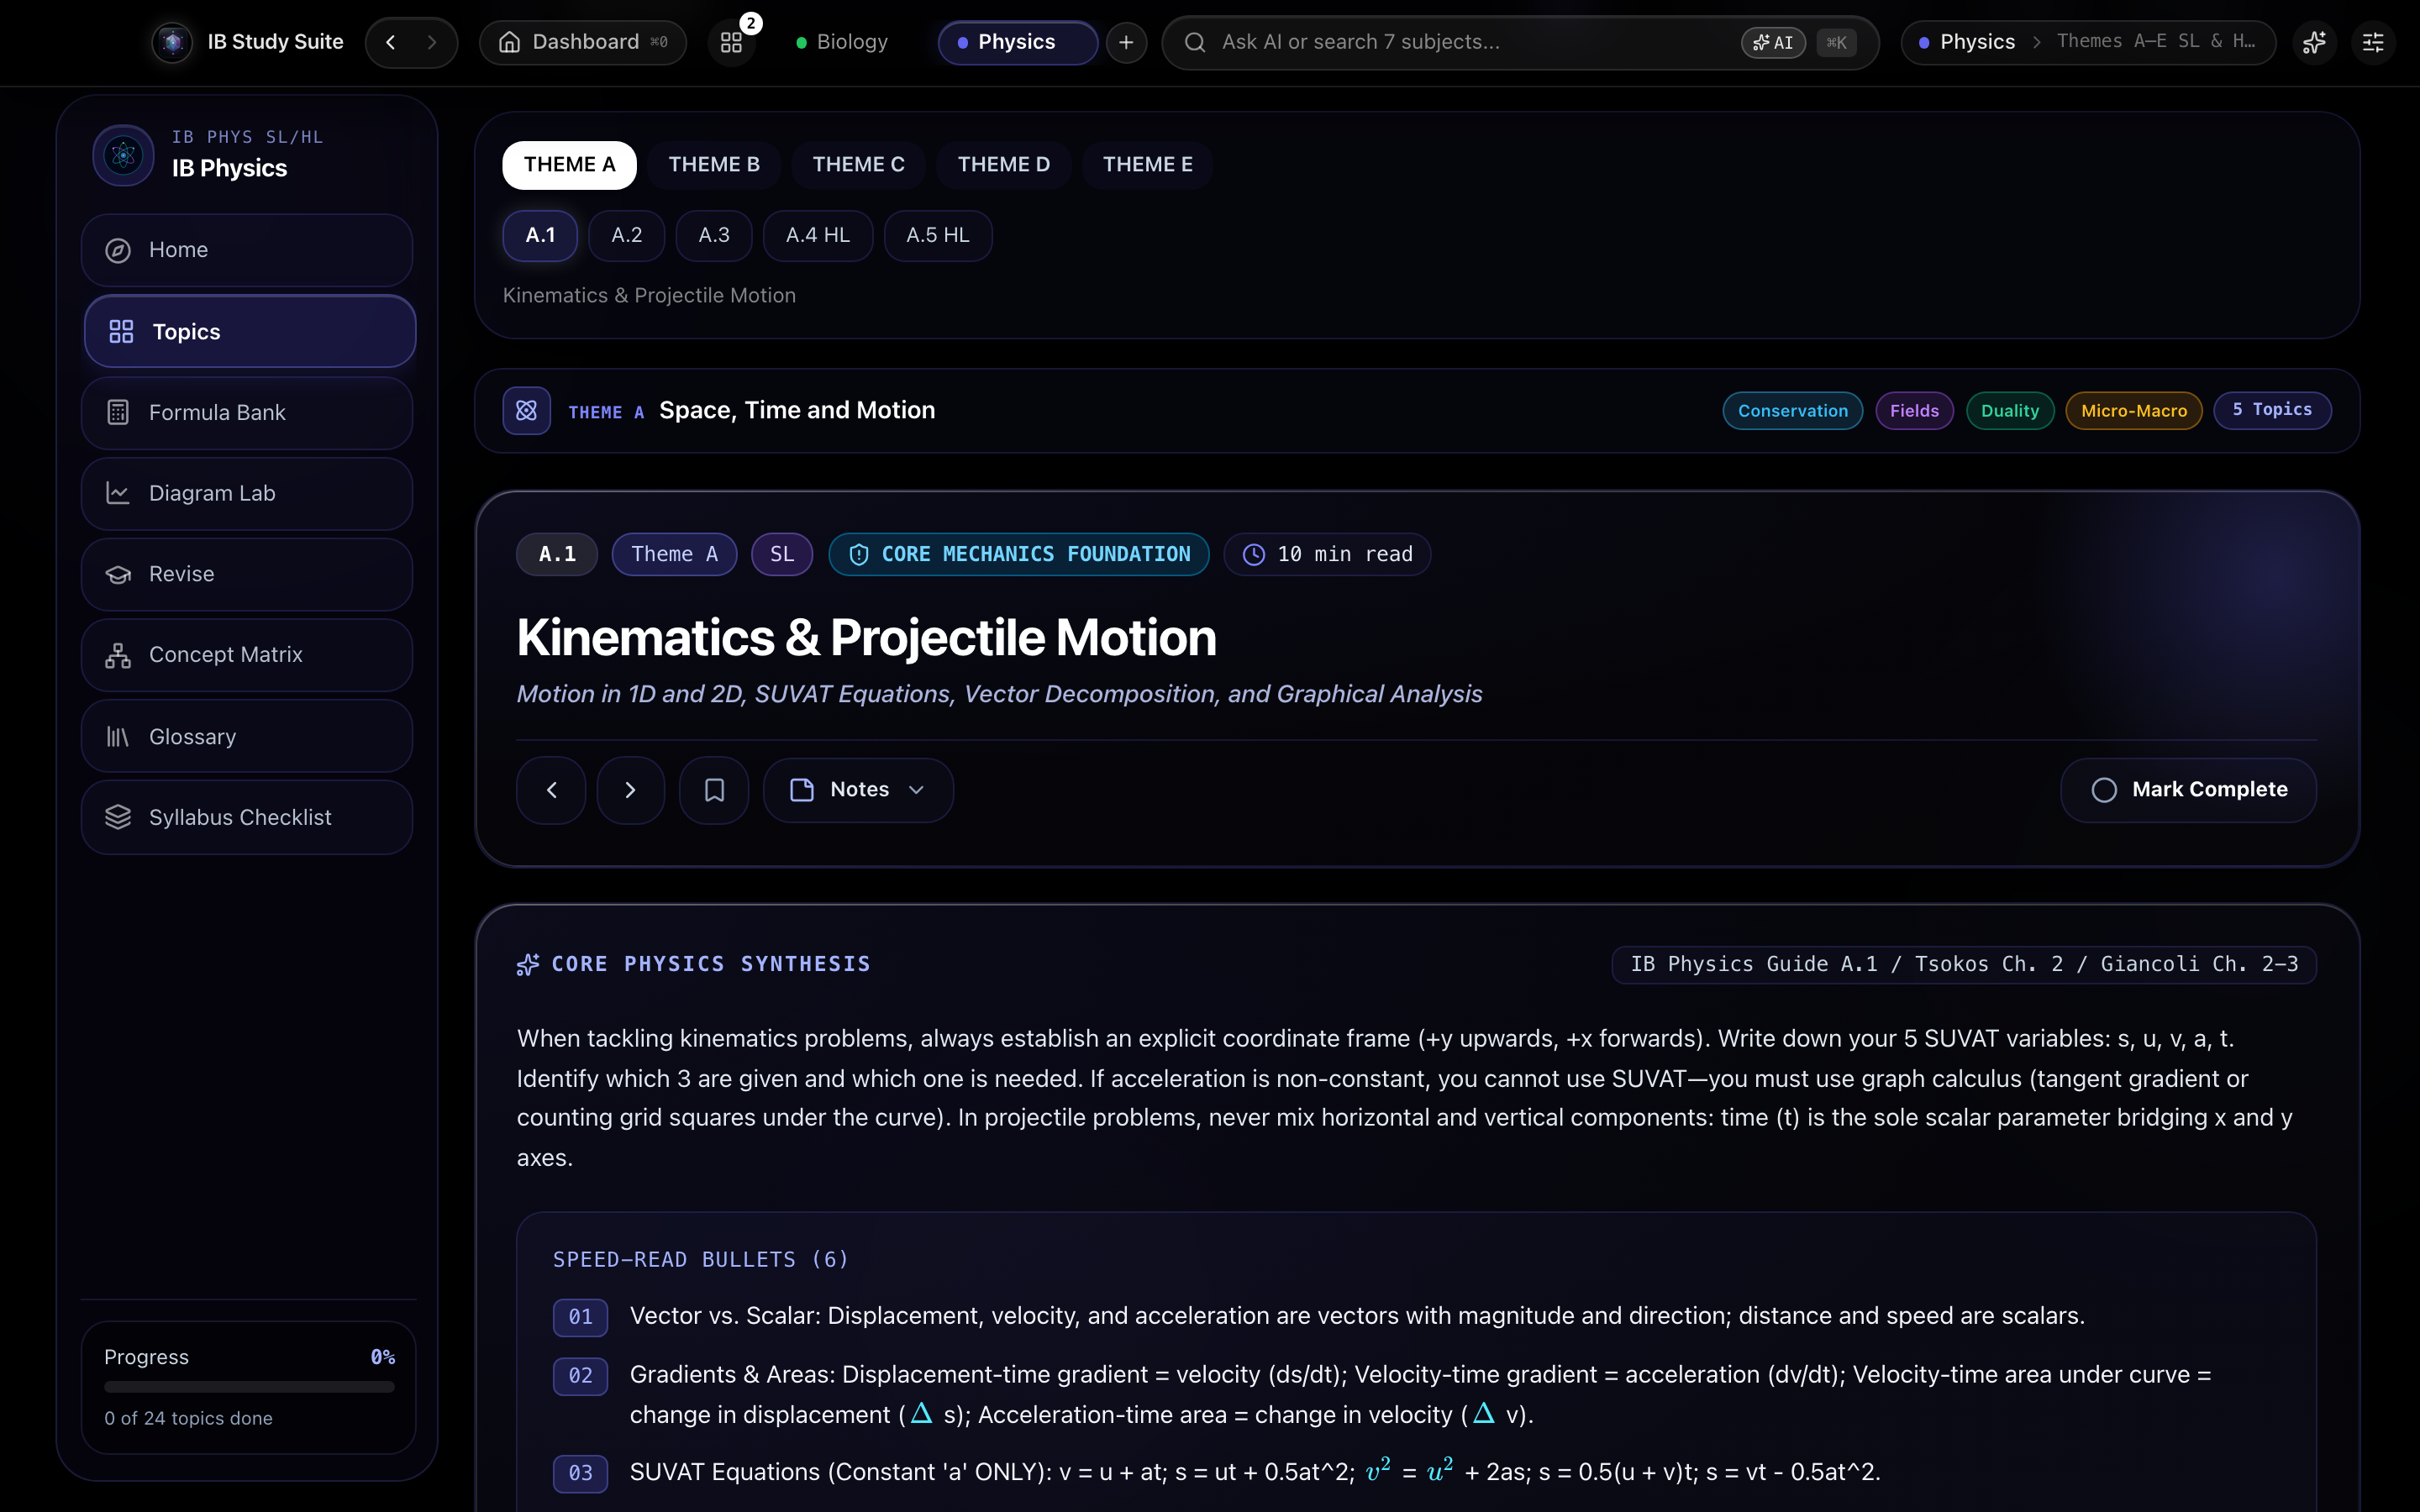 IB Study Suite
Dashboard ⌘0
2
Biology
Physics
Ask AI or search 7 subjects...
AI
⌘K
Physics > Themes A–E SL & H…
IB PHYS SL/HL
IB Physics
Home
Topics
Formula Bank
Diagram Lab
Revise
Concept Matrix
Glossary
Syllabus Checklist
Progress 0%
0 of 24 topics done
THEME A THEME B THEME C THEME D THEME E
A.1 A.2 A.3 A.4 HL A.5 HL
Kinematics & Projectile Motion
THEME A Space, Time and Motion
Conservation Fields Duality Micro-Macro 5 Topics
A.1 Theme A SL CORE MECHANICS FOUNDATION 10 min read
Kinematics & Projectile Motion
Motion in 1D and 2D, SUVAT Equations, Vector Decomposition, and Graphical Analysis
Notes
Mark Complete
CORE PHYSICS SYNTHESIS
IB Physics Guide A.1 / Tsokos Ch. 2 / Giancoli Ch. 2–3
When tackling kinematics problems, always establish an explicit coordinate frame (+y upwards, +x forwards). Write down your 5 SUVAT variables: s, u, v, a, t.
Identify which 3 are given and which one is needed. If acceleration is non-constant, you cannot use SUVAT—you must use graph calculus (tangent gradient or
counting grid squares under the curve). In projectile problems, never mix horizontal and vertical components: time (t) is the sole scalar parameter bridging x and y
axes.
SPEED–READ BULLETS (6)
01 Vector vs. Scalar: Displacement, velocity, and acceleration are vectors with magnitude and direction; distance and speed are scalars.
02 Gradients & Areas: Displacement-time gradient = velocity (ds/dt); Velocity-time gradient = acceleration (dv/dt); Velocity-time area under curve =
change in displacement (Δ s); Acceleration-time area = change in velocity (Δ v).
03 SUVAT Equations (Constant 'a' ONLY): v = u + at; s = ut + 0.5at^2; v² = u² + 2as; s = 0.5(u + v)t; s = vt - 0.5at^2.